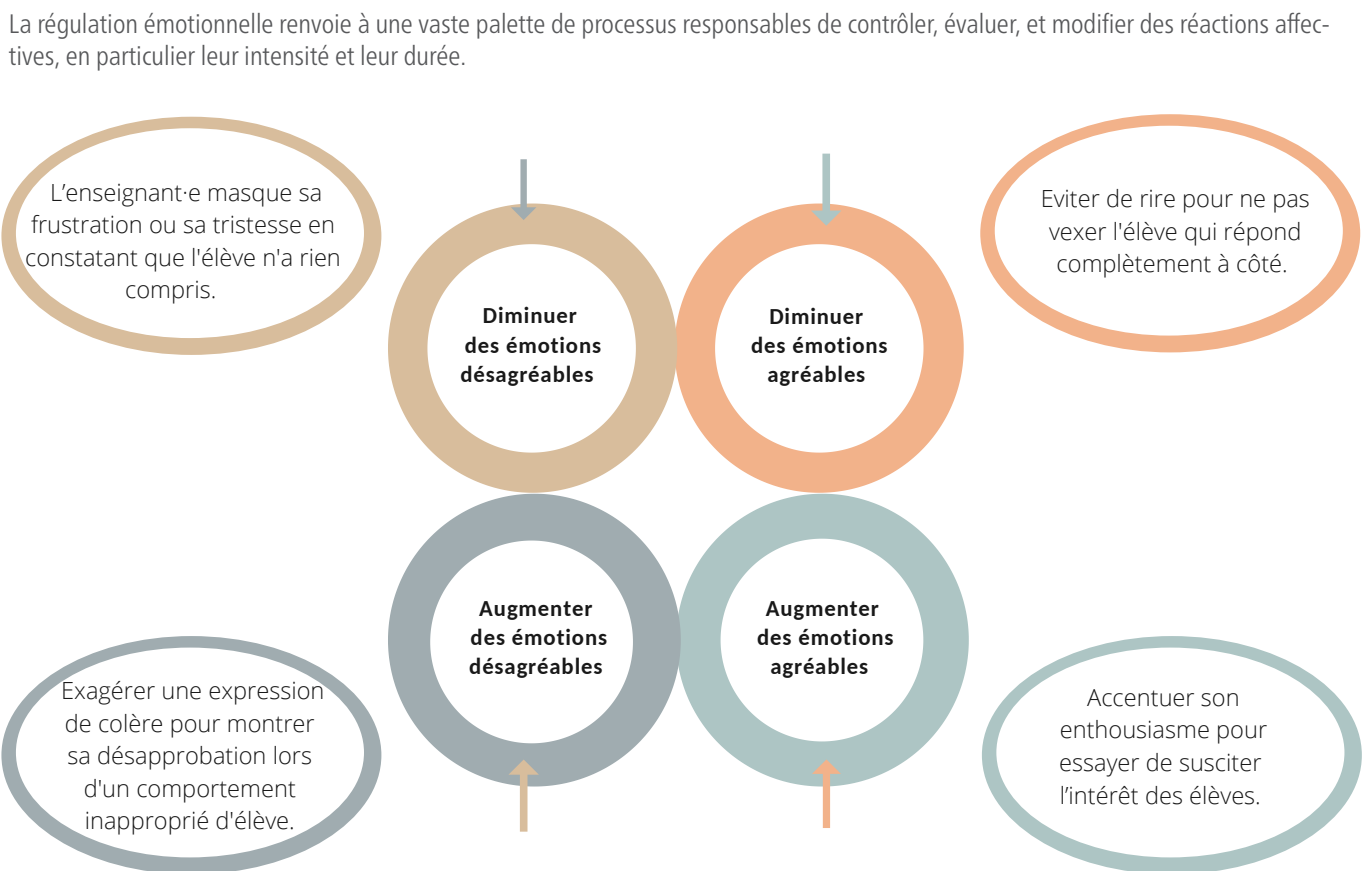 La régulation émotionnelle renvoie à une vaste palette de processus responsables de contrôler, évaluer, et modifier des réactions affec-
tives, en particulier leur intensité et leur durée.
L'enseignant·e masque sa
frustration ou sa tristesse en
constatant que l'élève n'a rien
compris.
Diminuer
des émotions
désagréables
Diminuer
des émotions
agréables
Eviter de rire pour ne pas
vexer l'élève qui répond
complètement à côté.
Exagérer une expression
de colère pour montrer
sa désapprobation lors
d'un comportement
inapproprié d'élève.
Augmenter
des émotions
désagréables
Augmenter
des émotions
agréables
Accentuer son
enthousiasme pour
essayer de susciter
l'intérêt des élèves.